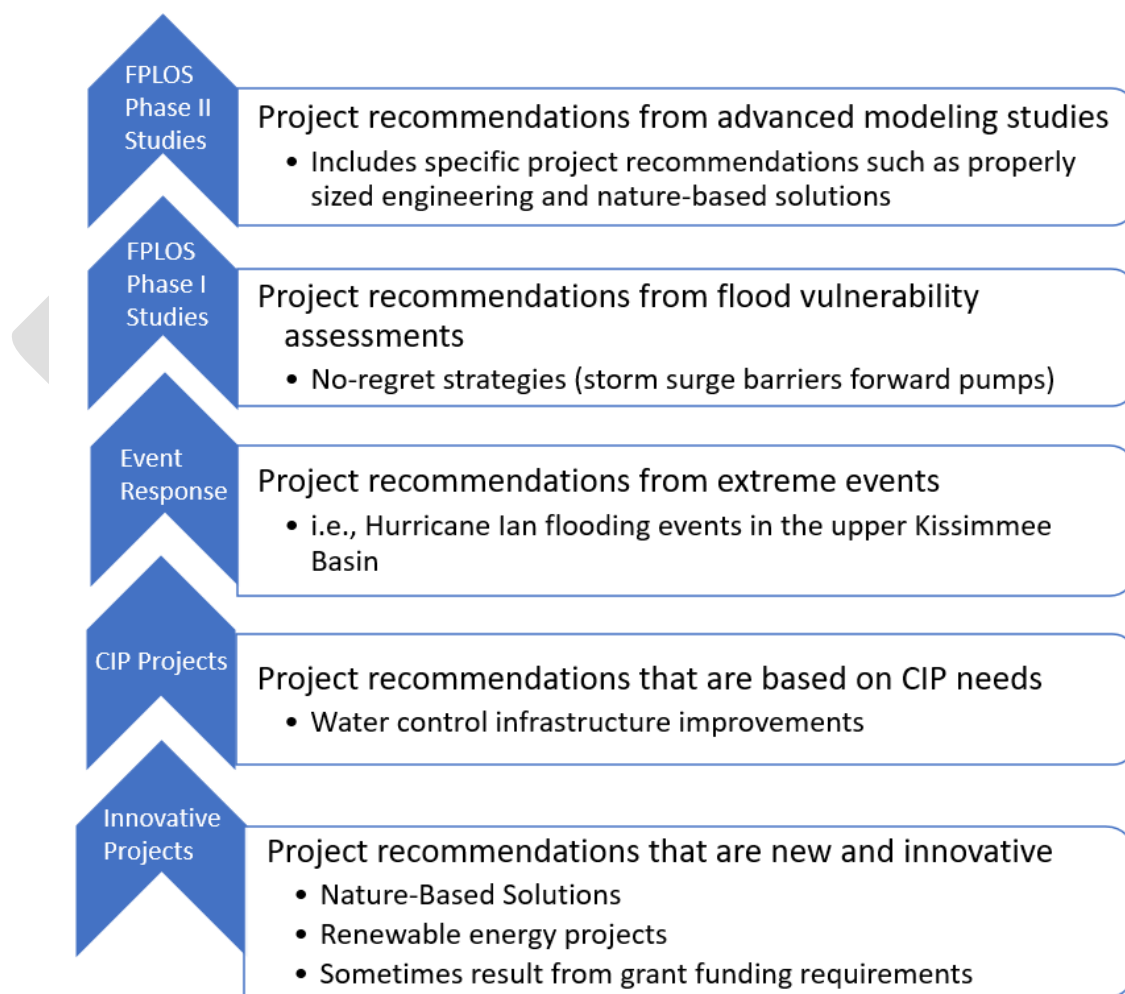 FPLOS
Phase II
Studies
Project recommendations from advanced modeling studies
• Includes specific project recommendations such as properly
sized engineering and nature-based solutions
FPLOS
Phase I
Studies
Project recommendations from flood vulnerability
assessments
• No-regret strategies (storm surge barriers forward pumps)
Event
Response
Project recommendations from extreme events
• i.e., Hurricane Ian flooding events in the upper Kissimmee
Basin
CIP Projects
Project recommendations that are based on CIP needs
• Water control infrastructure improvements
Innovative
Projects
Project recommendations that are new and innovative
• Nature-Based Solutions
• Renewable energy projects
• Sometimes result from grant funding requirements